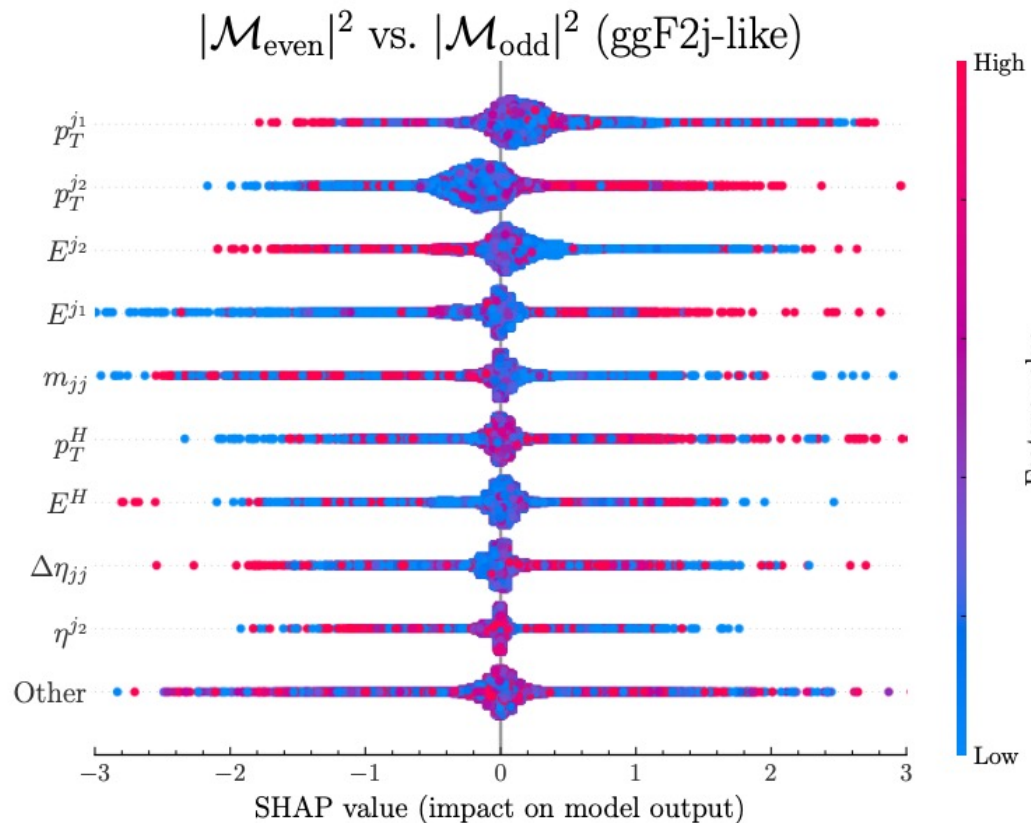 |ℳ_even|² vs. |ℳ_odd|² (ggF2j-like)
High
p_T^{j₁}
p_T^{j₂}
E^{j₂}
E^{j₁}
m_{jj}
p_T^H
E^H
Δη_{jj}
η^{j₂}
Other
Low
−3 −2 −1 0 1 2 3
SHAP value (impact on model output)